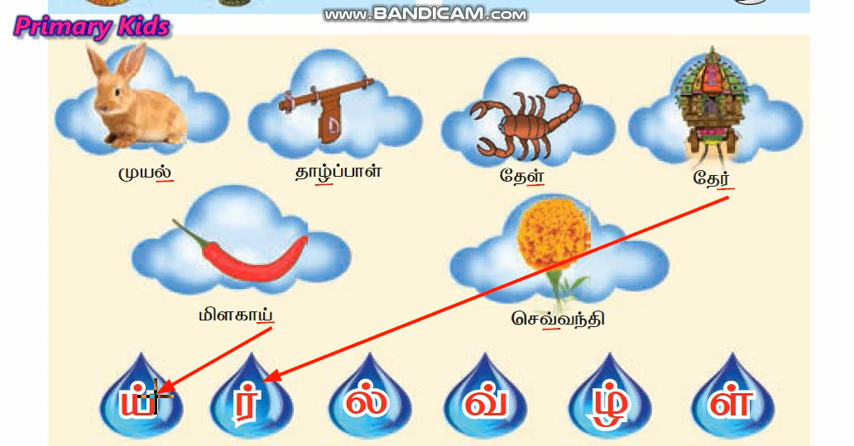 www.BANDICAM.com
Primary Kids
முயல் தாழ்ப்பாள் தேள் தேர்
மிளகாய் செவ்வந்தி
ய் ர் ல் வ் ழ் ள்